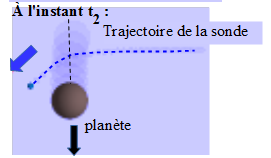 À l'instant t2 :
Trajectoire de la sonde
planète